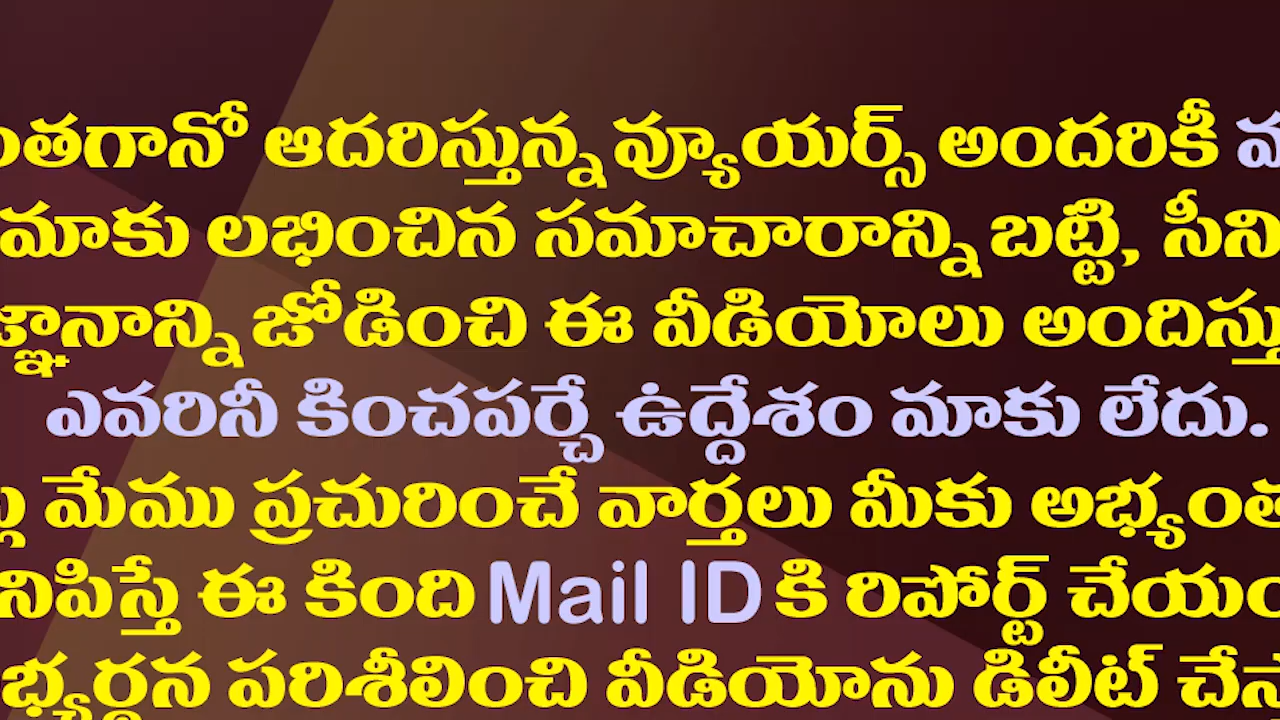 ంతగానో ఆదరిస్తున్న వ్యూయర్స్ అందరికీ
మాకు లభించిన సమాచారాన్ని బట్టి, సీని
జ్ఞానాన్ని జోడించి ఈ వీడియోలు అందిస్తు
ఎవరినీ కించపర్చే ఉద్దేశం మాకు లేదు.
మేము ప్రచురించే వార్తలు మీకు అభ్యంత
నిపిస్తే ఈ కింది Mail ID కి రిపోర్ట్ చేయం
భ్యర్థన పరిశీలించి వీడియోను డిలీట్ చేస